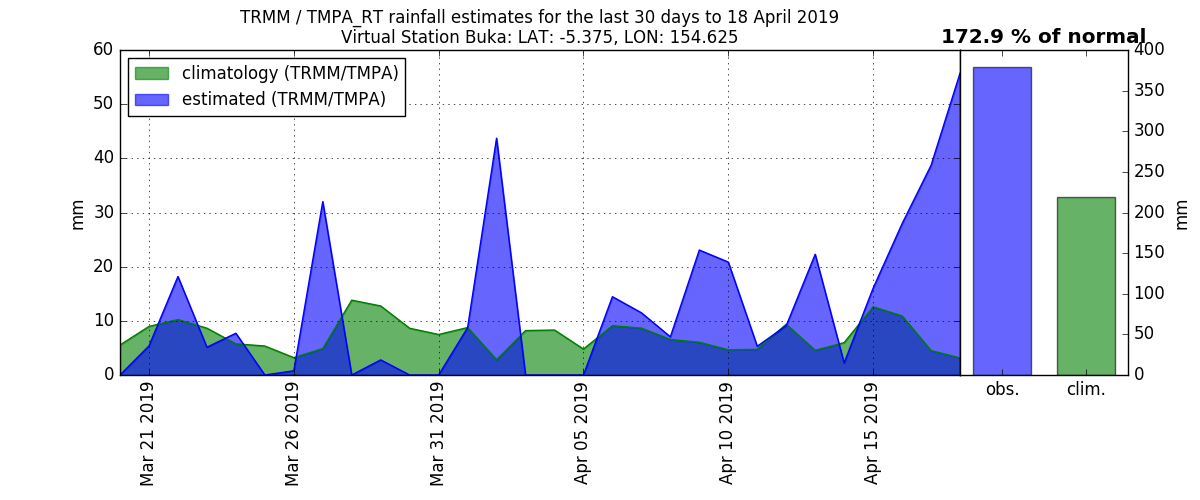 TRMM / TMPA_RT rainfall estimates for the last 30 days to 18 April 2019
Virtual Station Buka: LAT: -5.375, LON: 154.625
172.9 % of normal
climatology (TRMM/TMPA)
estimated (TRMM/TMPA)
60
50
40
30
20
10
0
mm
Mar 21 2019
Mar 26 2019
Mar 31 2019
Apr 05 2019
Apr 10 2019
Apr 15 2019
obs.
clim.
400
350
300
250
200
150
100
50
0
mm